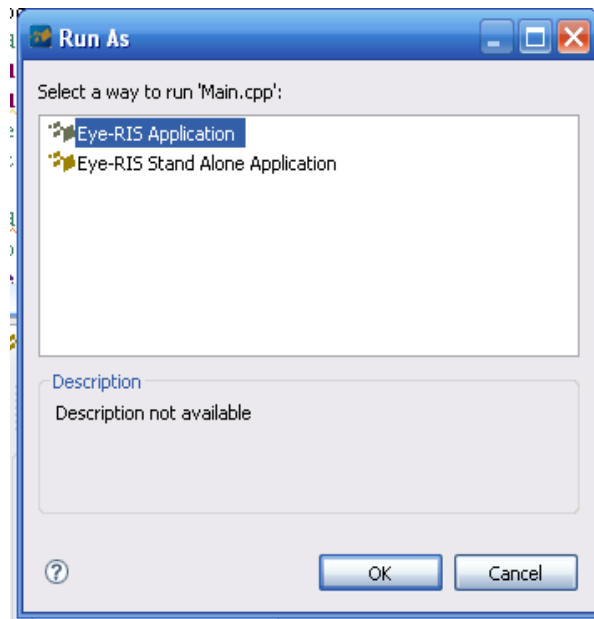 Run As
Select a way to run 'Main.cpp':
Eye-RIS Application
Eye-RIS Stand Alone Application
Description
Description not available
OK
Cancel